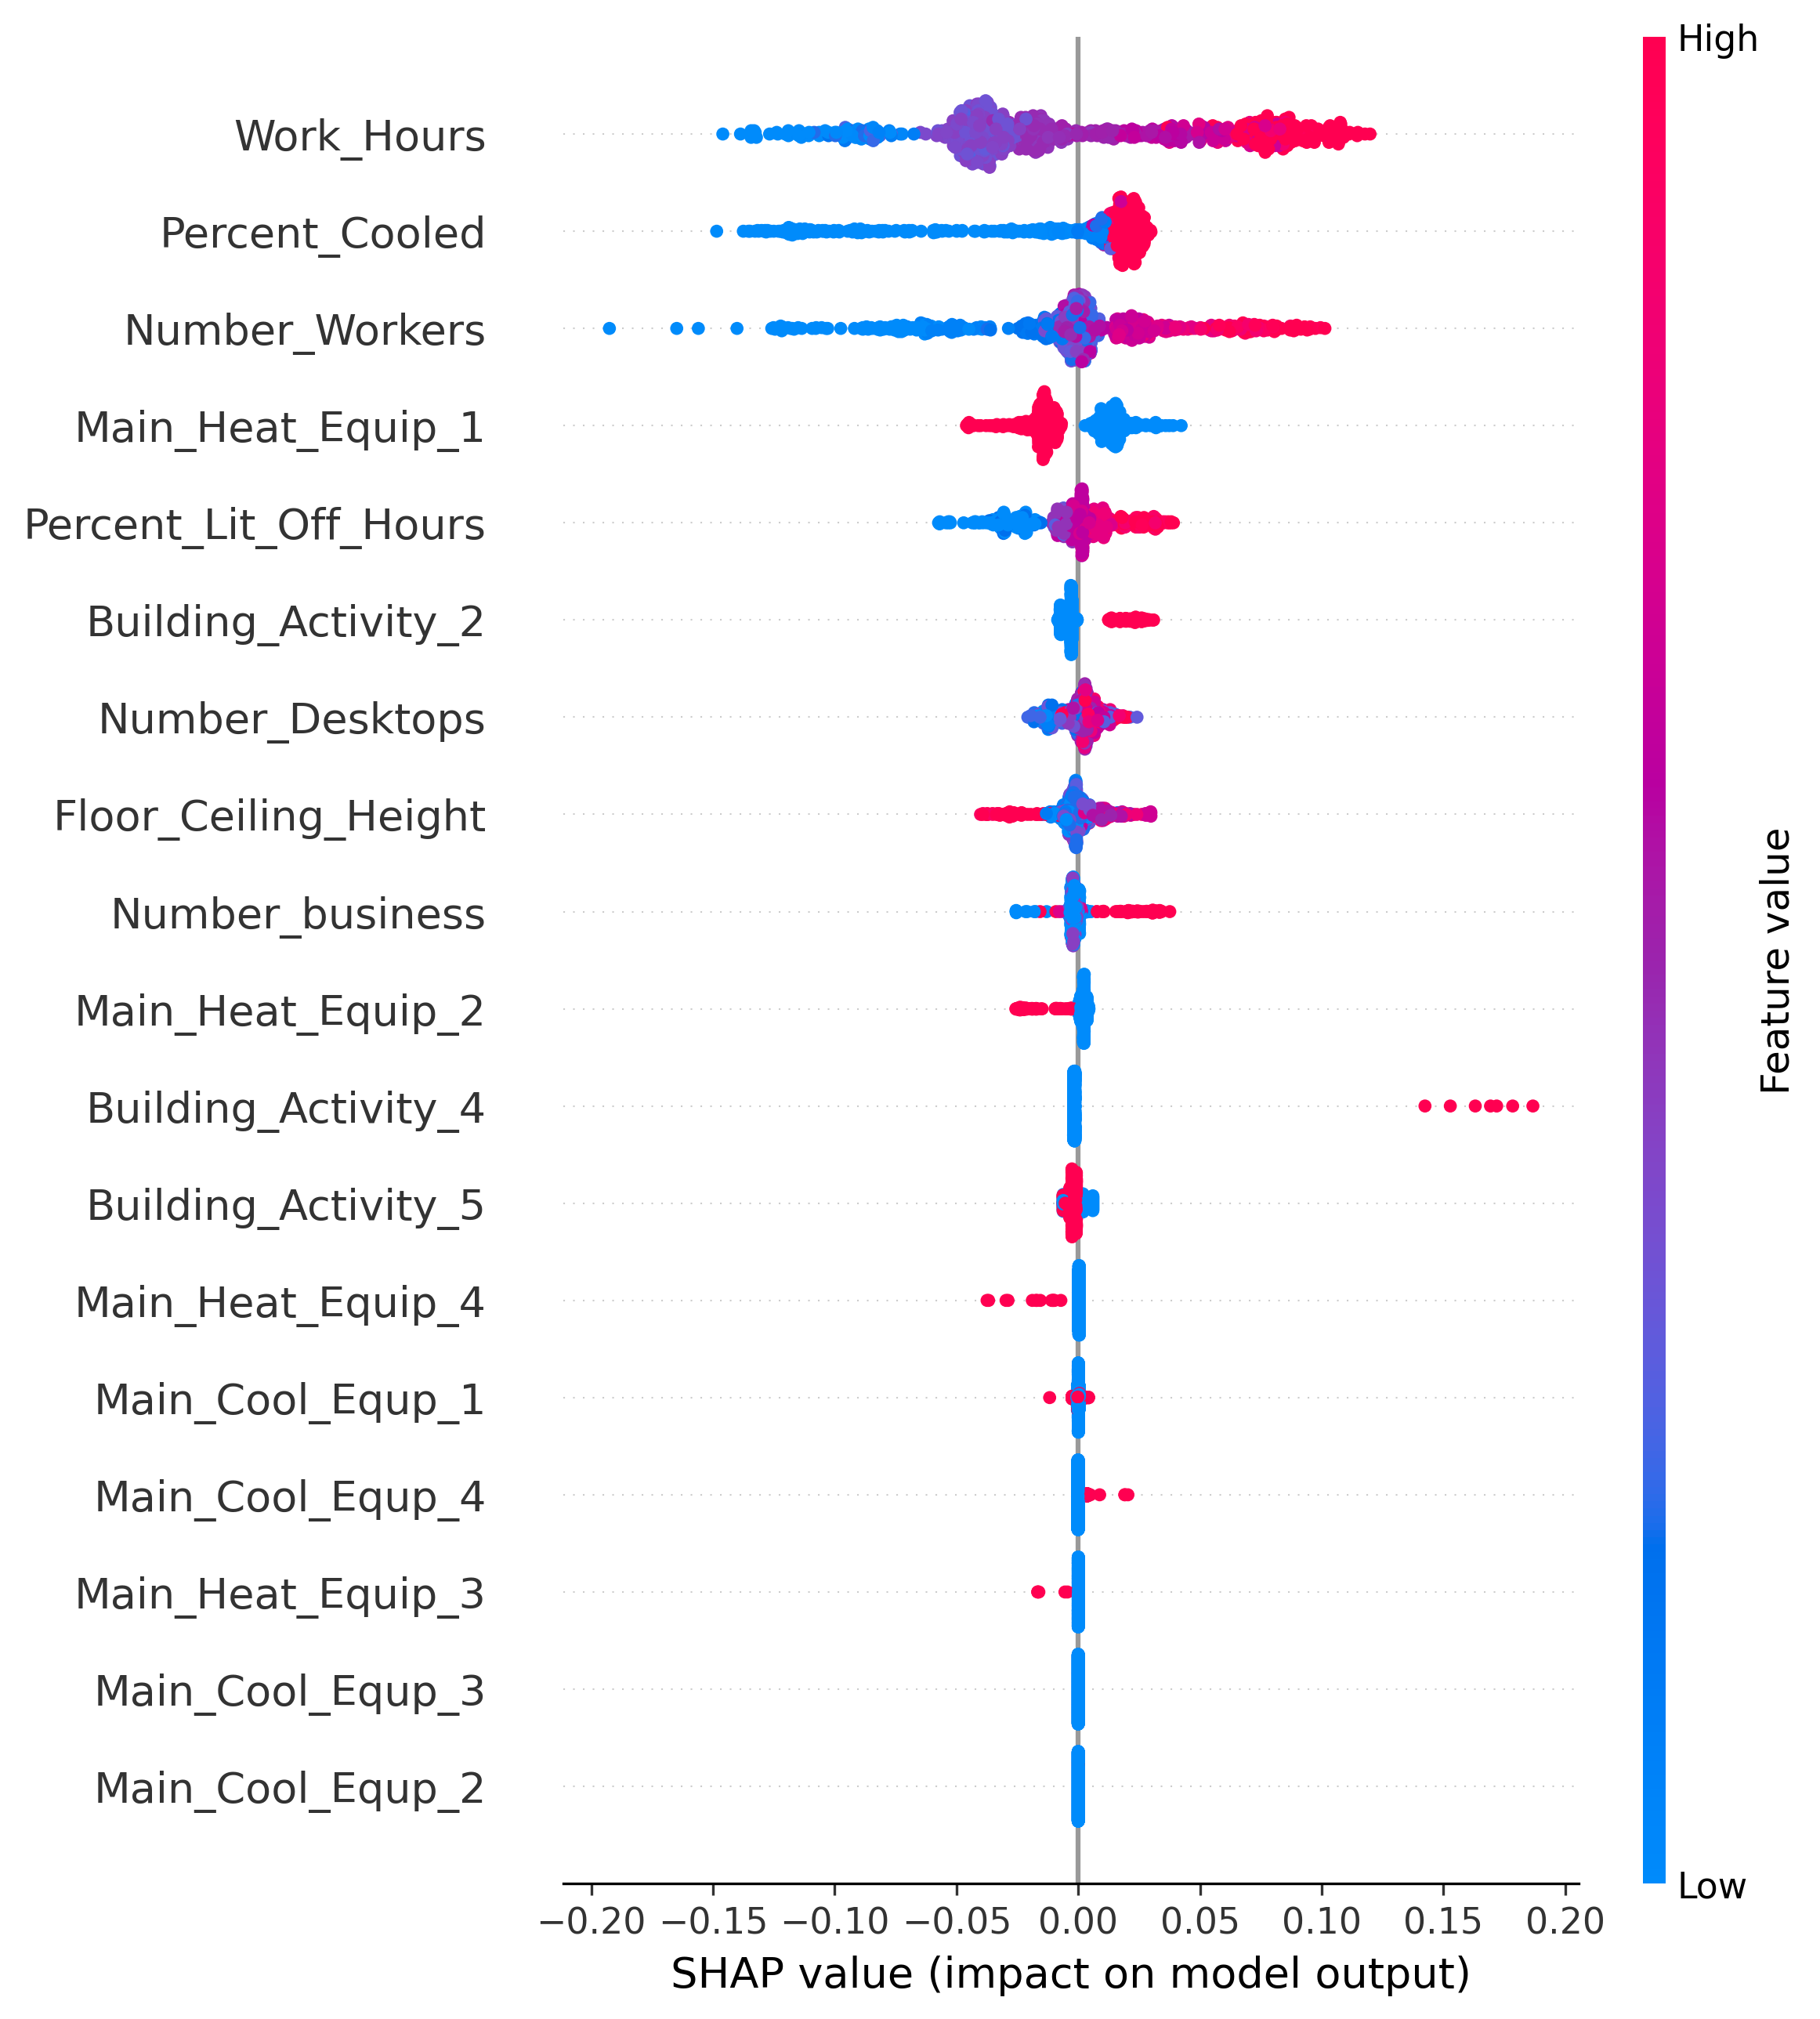 High
Work_Hours
Percent_Cooled
Number_Workers
Main_Heat_Equip_1
Percent_Lit_Off_Hours
Building_Activity_2
Number_Desktops
Floor_Ceiling_Height
Number_business
Main_Heat_Equip_2
Building_Activity_4
Building_Activity_5
Main_Heat_Equip_4
Main_Cool_Equp_1
Main_Cool_Equp_4
Main_Heat_Equip_3
Main_Cool_Equp_3
Main_Cool_Equp_2
Feature value
Low
−0.20 −0.15 −0.10 −0.05 0.00 0.05 0.10 0.15 0.20
SHAP value (impact on model output)